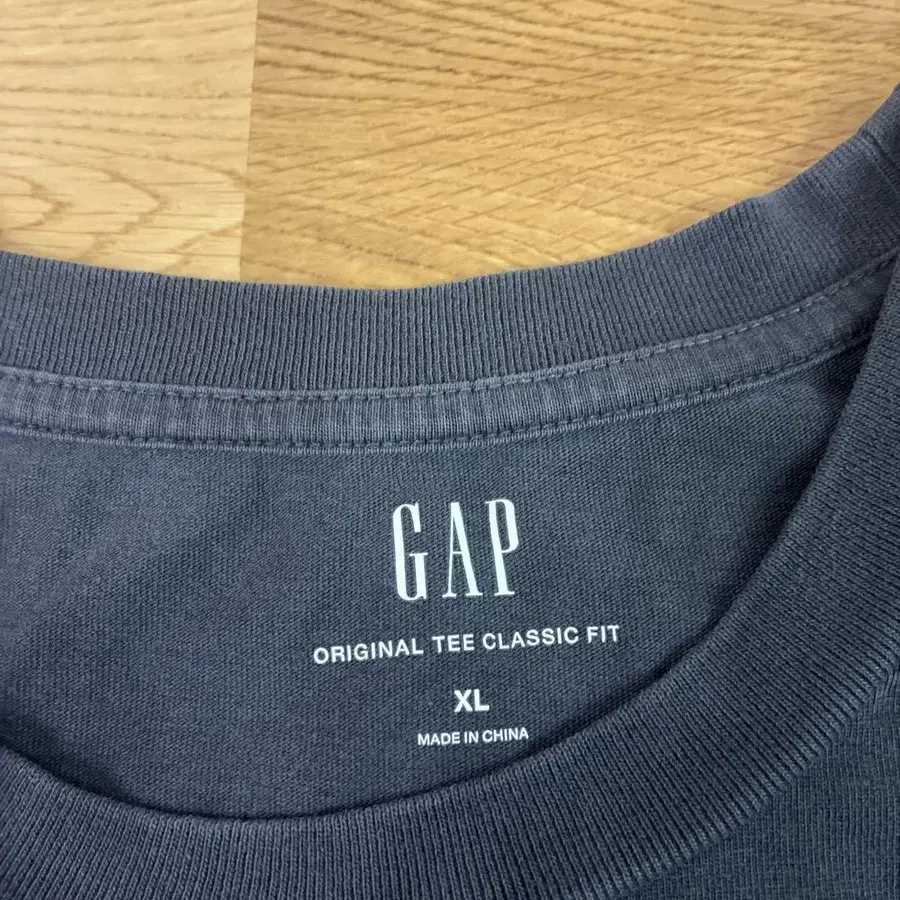 GAP
ORIGINAL TEE CLASSIC FIT
XL
MADE IN CHINA